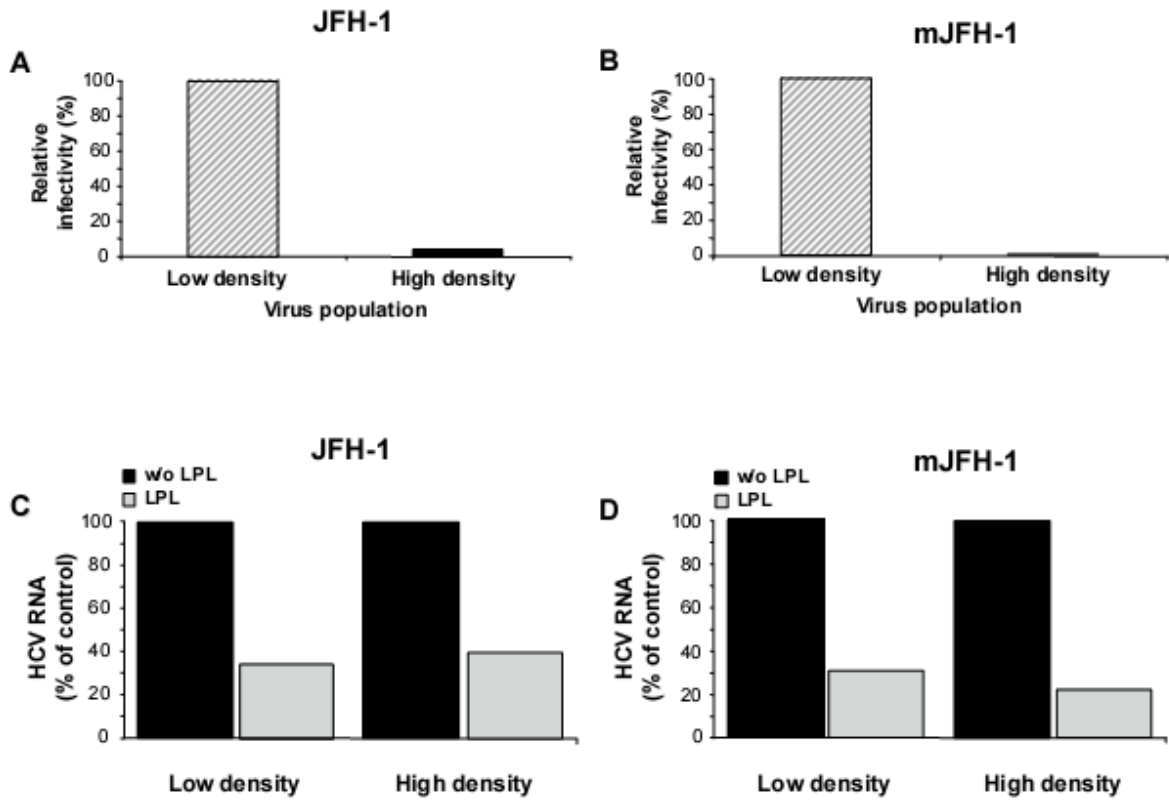 JFH-1
A
Relative
infectivity (%)
100
80
60
40
20
0
Low density
High density
Virus population
mJFH-1
B
Relative
infectivity (%)
100
80
60
40
20
0
Low density
High density
Virus population
JFH-1
w/o LPL
LPL
C
HCV RNA
(% of control)
100
80
60
40
20
0
Low density
High density
mJFH-1
w/o LPL
LPL
D
HCV RNA
(% of control)
100
80
60
40
20
0
Low density
High density